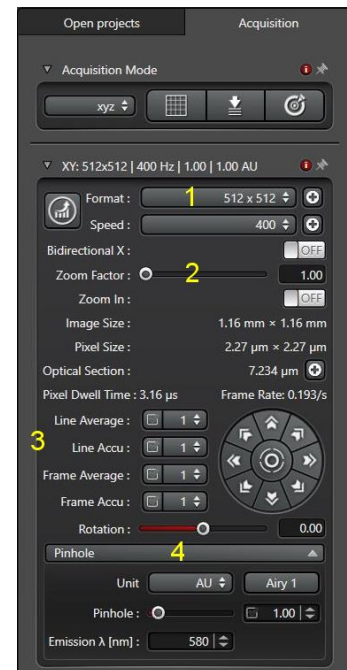 Open projects Acquisition
Acquisition Mode
xyz
XY: 512x512 | 400 Hz | 1.00 | 1.00 AU
Format : 1 512 x 512
Speed : 400
Bidirectional X : OFF
Zoom Factor : 2 1.00
Zoom In : OFF
Image Size : 1.16 mm × 1.16 mm
Pixel Size : 2.27 µm × 2.27 µm
Optical Section : 7.234 µm
Pixel Dwell Time : 3.16 µs Frame Rate: 0.193/s
Line Average : 1
3 Line Accu : 1
Frame Average : 1
Frame Accu : 1
Rotation : 0.00
Pinhole 4
Unit AU Airy 1
Pinhole : 1.00
Emission λ [nm] : 580